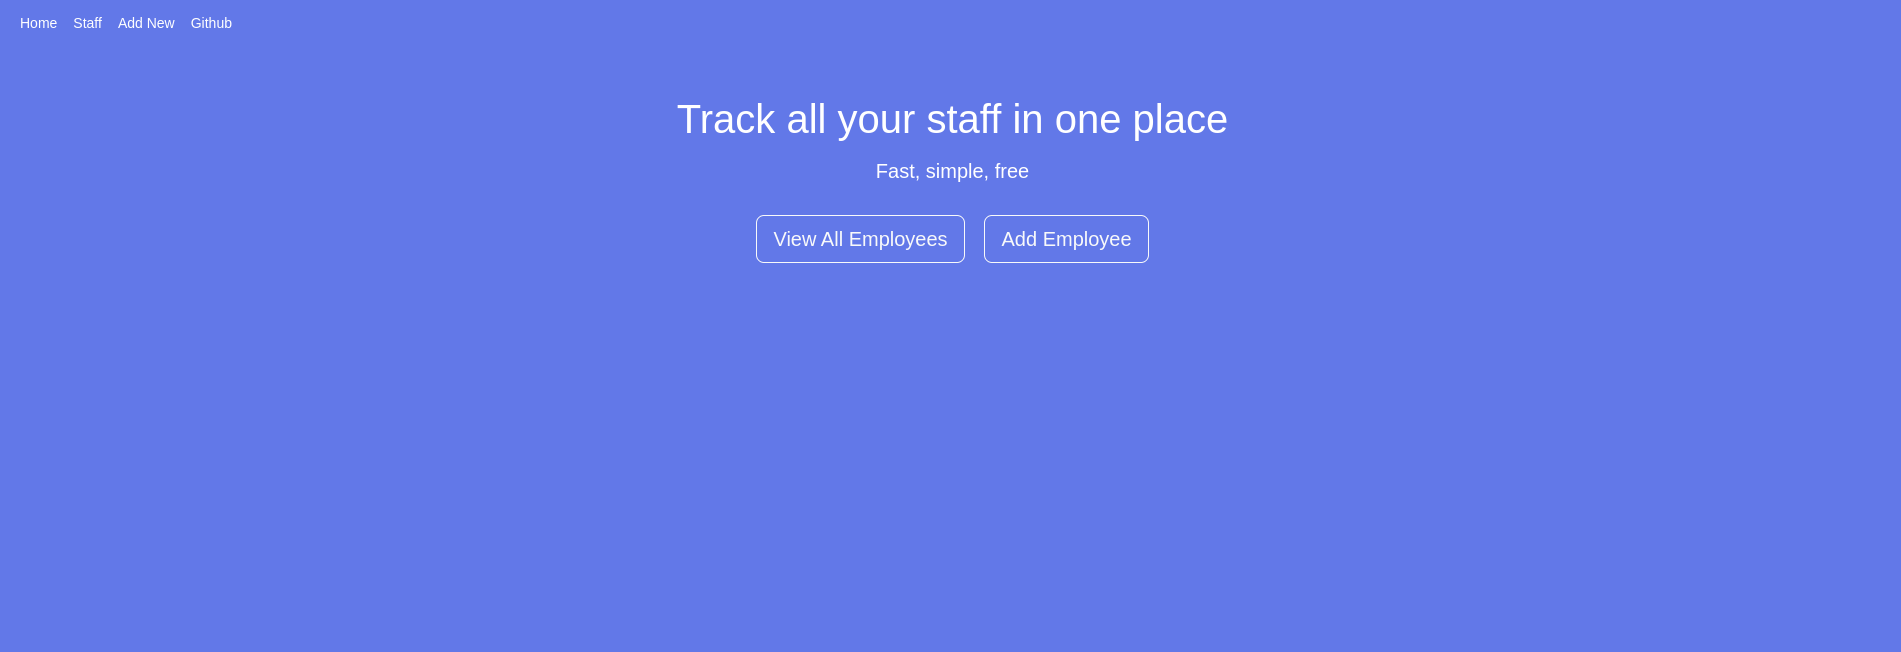 Home Staff Add New Github
Track all your staff in one place
Fast, simple, free
View All Employees Add Employee